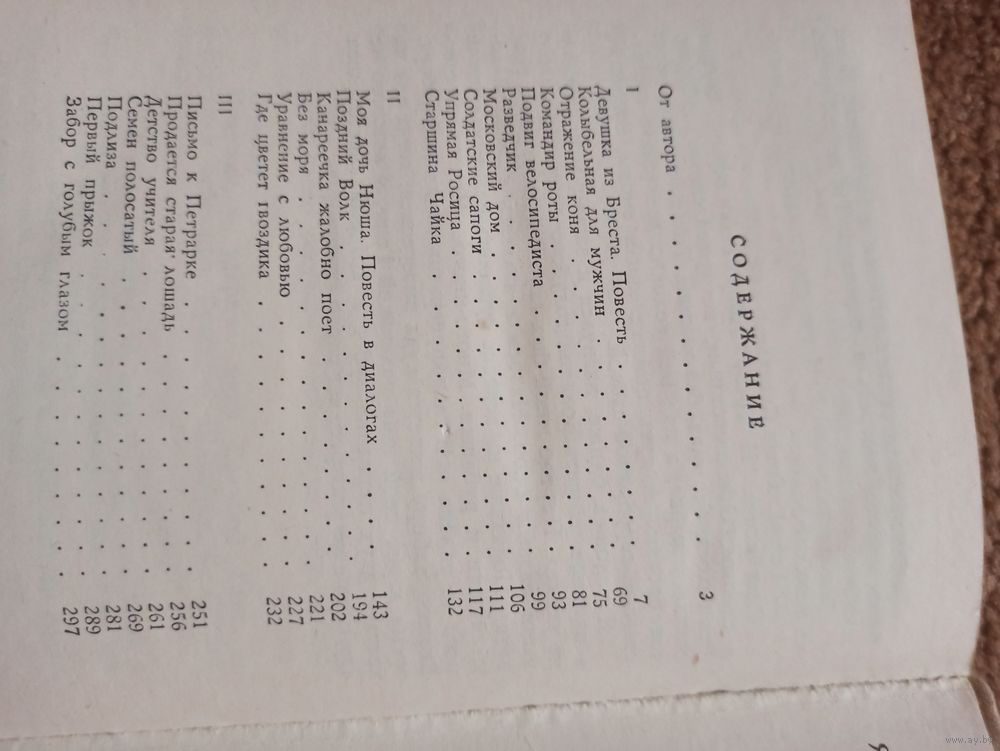 СОДЕРЖАНИЕ
От автора . . . . . . . . . . . . 3
I
Девушка из Бреста. Повесть . . . . . . . 7
Колыбельная для мужчин . . . . . . . . 69
Отражение коня . . . . . . . . . . 75
Командир роты . . . . . . . . . . 81
Подвиг велосипедиста . . . . . . . . . 93
Разведчик . . . . . . . . . . . . 99
Московский дом . . . . . . . . . . 106
Солдатские сапоги . . . . . . . . . . 111
Упрямая Росица . . . . . . . . . . 117
Старшина Чайка . . . . . . . . . . 132
II
Моя дочь Нюша. Повесть в диалогах . . . . 143
Поздний Волк . . . . . . . . . . . 194
Канареечка жалобно поет . . . . . . . . 202
Без моря . . . . . . . . . . . . 221
Уравнение с любовью . . . . . . . . . 227
Где цветет гвоздика . . . . . . . . . 232
III
Письмо к Петрарке . . . . . . . . . 251
Продается старая лошадь . . . . . . . . 256
Детство учителя . . . . . . . . . . 261
Семен полосатый . . . . . . . . . . 269
Подлиза . . . . . . . . . . . . 281
Первый прыжок . . . . . . . . . . 289
Забор с голубым глазом . . . . . . . . 297
Я
www.ay.by